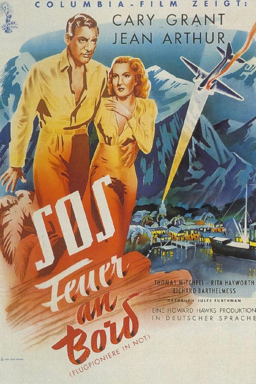 COLUMBIA-FILM ZEIGT:
CARY GRANT
JEAN ARTHUR
SOS
Feuer
an
Bord
(FLUGPIONIERE IN NOT)
THOMAS MITCHELL · RITA HAYWORTH
RICHARD BARTHELMESS
JULES FURTHMAN
EINE HOWARD HAWKS PRODUKTION
IN DEUTSCHER SPRACHE